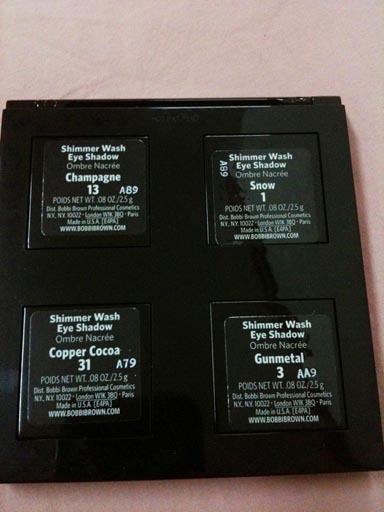 Shimmer Wash
Eye Shadow
Ombre Nacrée
Champagne
13 A89
POIDS NET WT. .08 OZ./2.5 g
Dist. Bobbi Brown Professional Cosmetics
N.Y., N.Y. 10022 • London W1K 3BQ • Paris
Made in U.S.A. [E4PA]
WWW.BOBBIBROWN.COM
Shimmer Wash
Eye Shadow
Ombre Nacrée
A89
Snow
1
POIDS NET WT. .08 OZ./2.5 g
Dist. Bobbi Brown Professional Cosmetics
N.Y., N.Y. 10022 • London W1K 3BQ • Paris
Made in U.S.A. [E4PA]
WWW.BOBBIBROWN.COM
Shimmer Wash
Eye Shadow
Ombre Nacrée
Copper Cocoa
31 A79
POIDS NET WT. .08 OZ./2.5 g
Dist. Bobbi Brown Professional Cosmetics
N.Y., N.Y. 10022 • London W1K 3BQ • Paris
Made in U.S.A. [E4PA]
WWW.BOBBIBROWN.COM
Shimmer Wash
Eye Shadow
Ombre Nacrée
Gunmetal
3 AA9
POIDS NET WT. .08 OZ./2.5 g
Dist. Bobbi Brown Professional Cosmetics
N.Y., N.Y. 10022 • London W1K 3BQ • Paris
Made in U.S.A. [E4PA]
WWW.BOBBIBROWN.COM